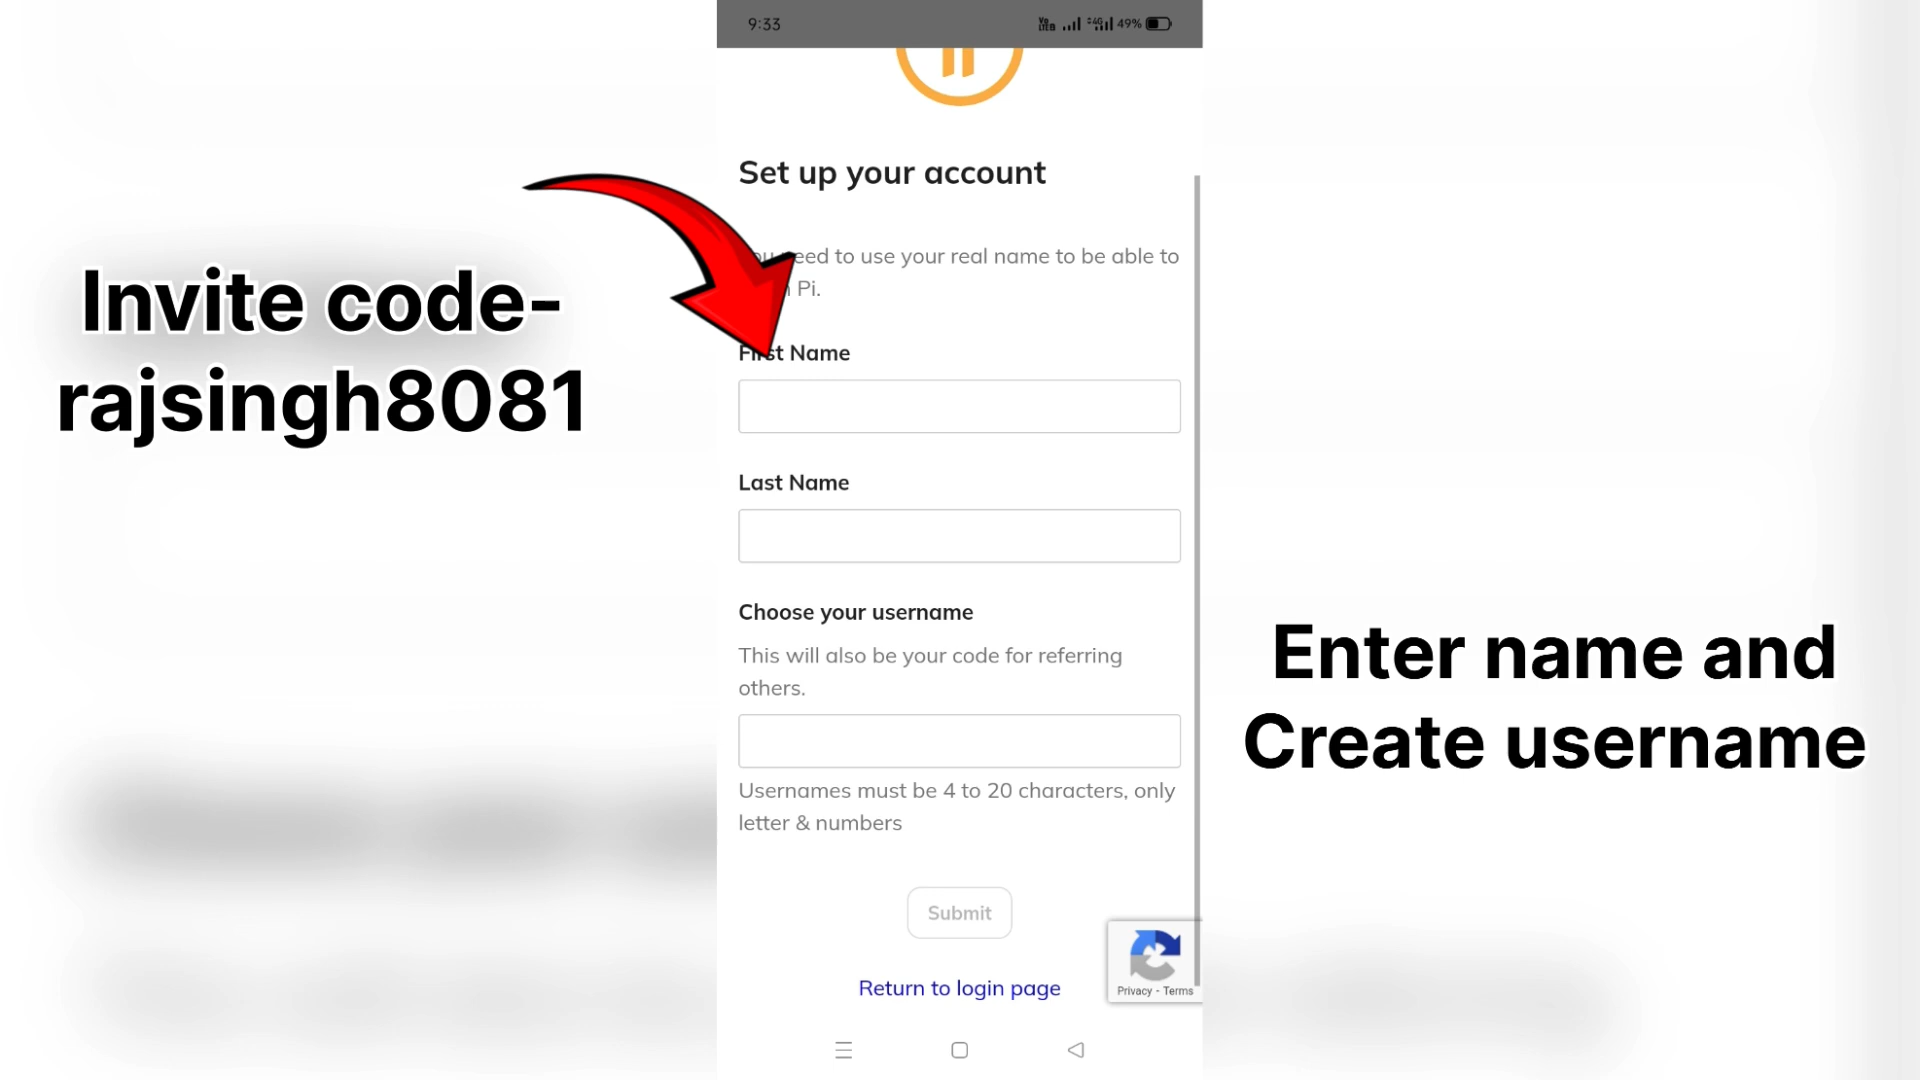 9:33
49%
Set up your account
need to use your real name to be able to
Pi.
Invite code-
rajsingh8081
First Name
Last Name
Choose your username
This will also be your code for referring
others.
Enter name and
Create username
Usernames must be 4 to 20 characters, only
letter & numbers
Submit
Return to login page
Privacy - Terms